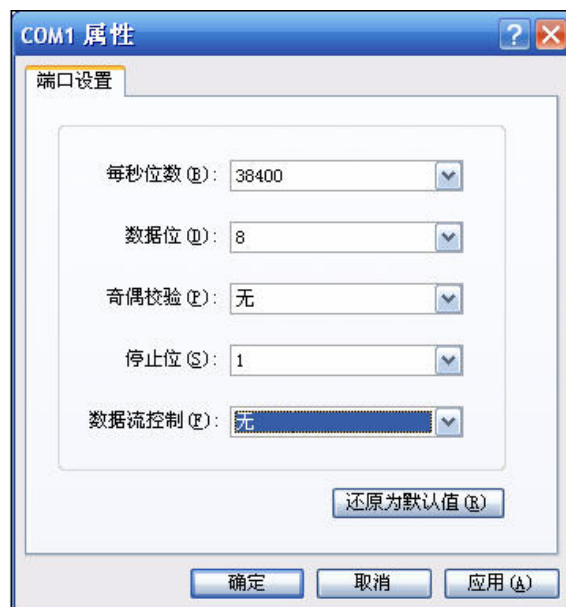 COM1 属性
端口设置
每秒位数(B): 38400
数据位(D): 8
奇偶校验(P): 无
停止位(S): 1
数据流控制(F): 无
还原为默认值(R)
确定 取消 应用(A)